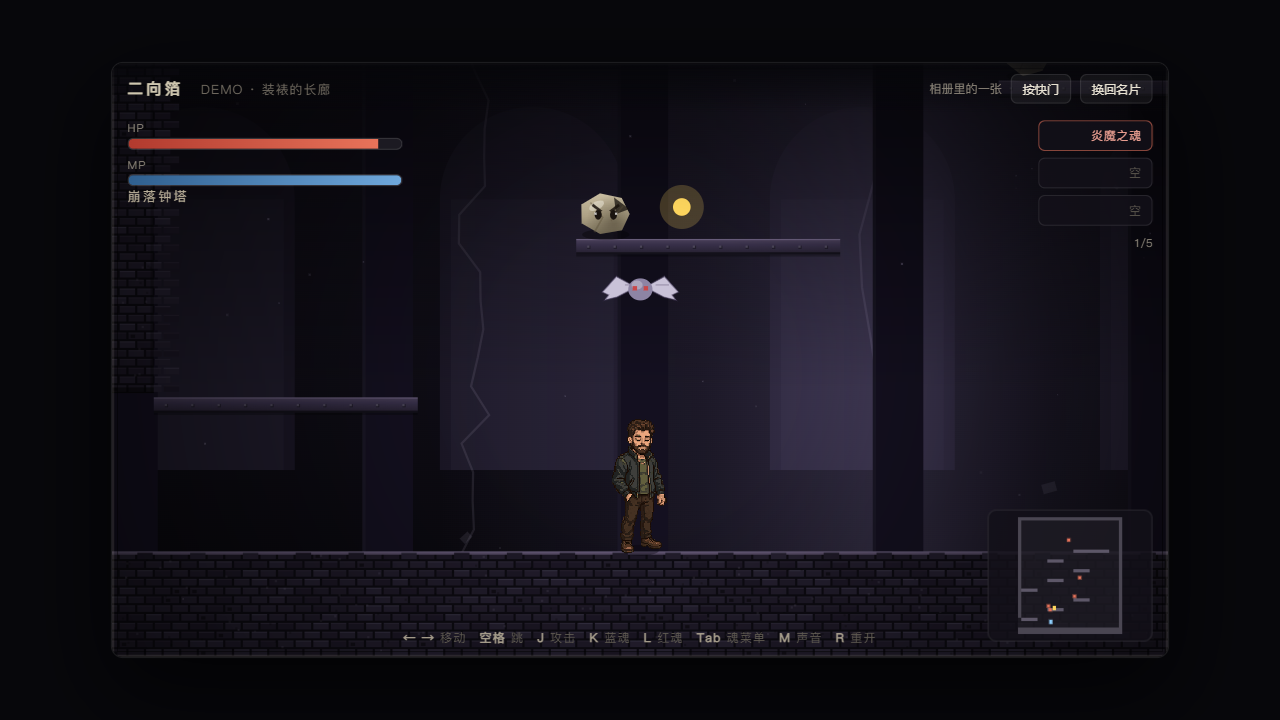 二向箔 DEMO · 装裱的长廊
相册里的一张 按快门 换回名片
HP
MP
崩落钟塔
炎魔之魂
空
空
1/5
←→ 移动 空格 跳 J 攻击 K 蓝魂 L 红魂 Tab 魂菜单 M 声音 R 重开